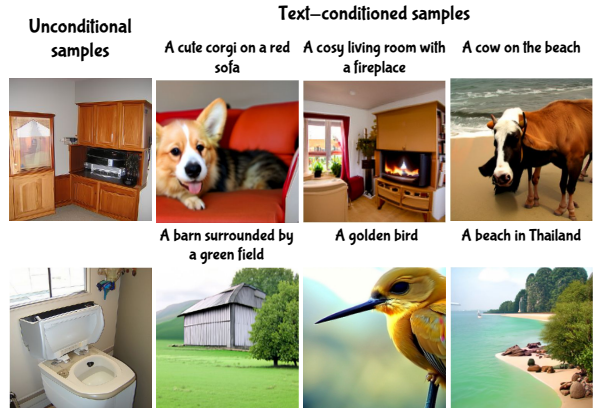 Text-conditioned samples
Unconditional
samples
A cute corgi on a red
sofa
A cosy living room with
a fireplace
A cow on the beach
A barn surrounded by
a green field
A golden bird
A beach in Thailand